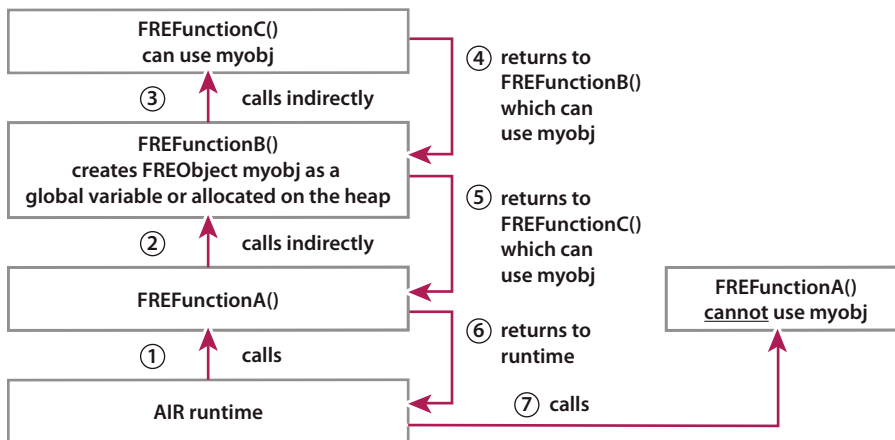 FREFunctionC()
can use myobj
④ returns to
FREFunctionB()
which can
use myobj
③ calls indirectly
FREFunctionB()
creates FREObject myobj as a
global variable or allocated on the heap
⑤ returns to
FREFunctionC()
which can
use myobj
② calls indirectly
FREFunctionA()
FREFunctionA()
cannot use myobj
⑥ returns to
runtime
① calls
AIR runtime
⑦ calls